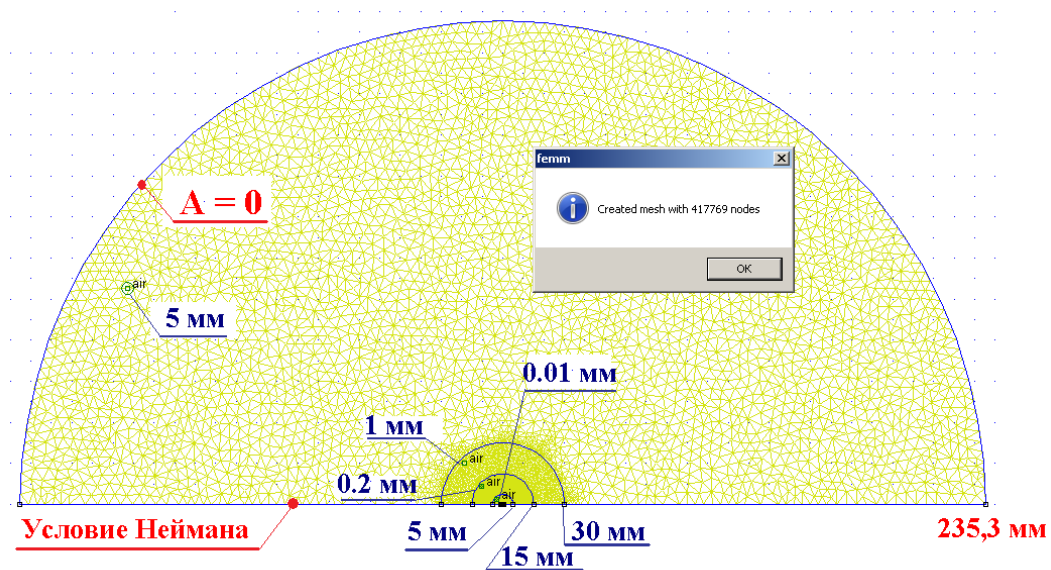 femm
Created mesh with 417769 nodes
OK
A = 0
air
5 мм
0.01 мм
1 мм
air
0.2 мм
air
air
Условие Неймана
5 мм
15 мм
30 мм
235,3 мм